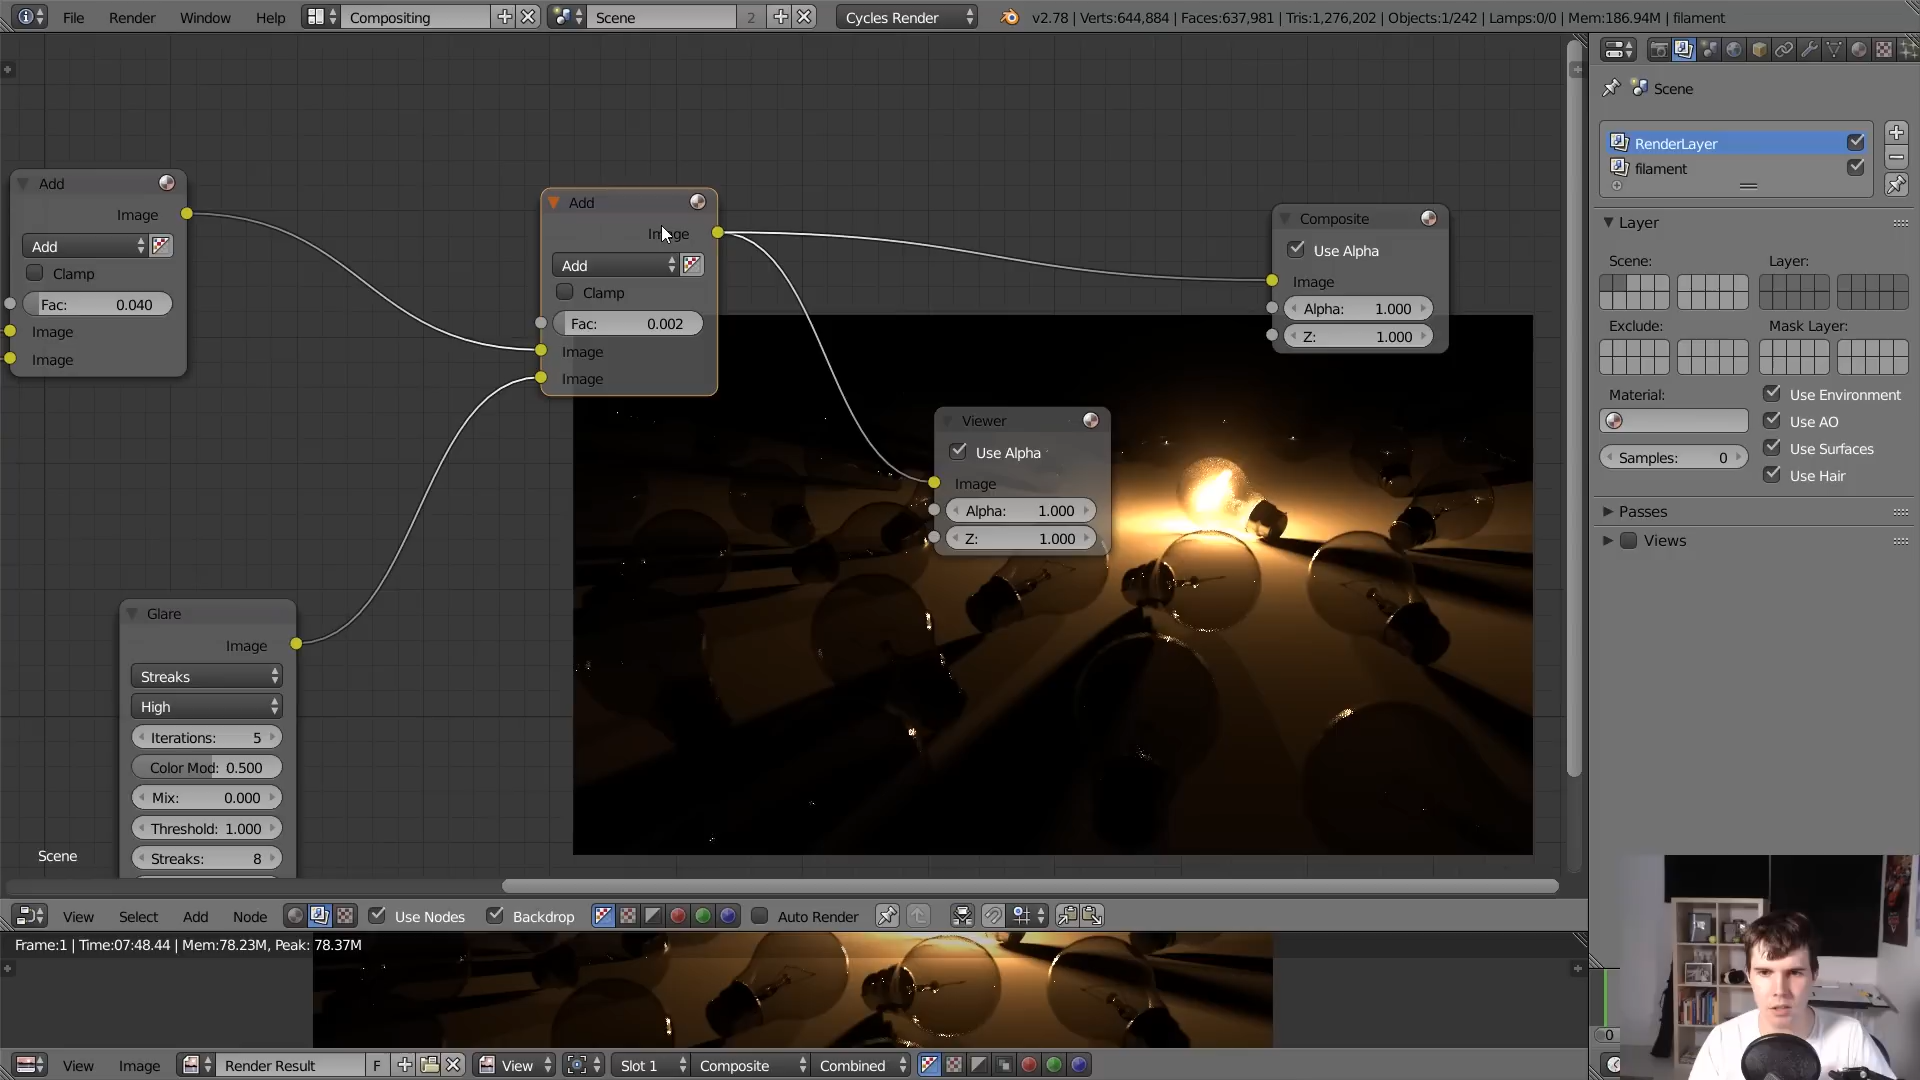 File Render Window Help Compositing Scene 2 Cycles Render v2.78 | Verts:644,884 | Faces:637,981 | Tris:1,276,202 | Objects:1/242 | Lamps:0/0 | Mem:186.94M | filament
Scene
RenderLayer
filament
Layer
Scene: Layer:
Exclude: Mask Layer:
Material:
Samples: 0
Use Environment
Use AO
Use Surfaces
Use Hair
Passes
Views
Add
Image
Add
Clamp
Fac: 0.040
Image
Image
Add
Image
Add
Clamp
Fac: 0.002
Image
Image
Composite
Use Alpha
Image
Alpha: 1.000
Z: 1.000
Viewer
Use Alpha
Image
Alpha: 1.000
Z: 1.000
Glare
Image
Streaks
High
Iterations: 5
Color Mod: 0.500
Mix: 0.000
Threshold: 1.000
Streaks: 8
Scene
View Select Add Node Use Nodes Backdrop Auto Render
Frame:1 | Time:07:48.44 | Mem:78.23M, Peak: 78.37M
0
View Image Render Result F View Slot 1 Composite Combined